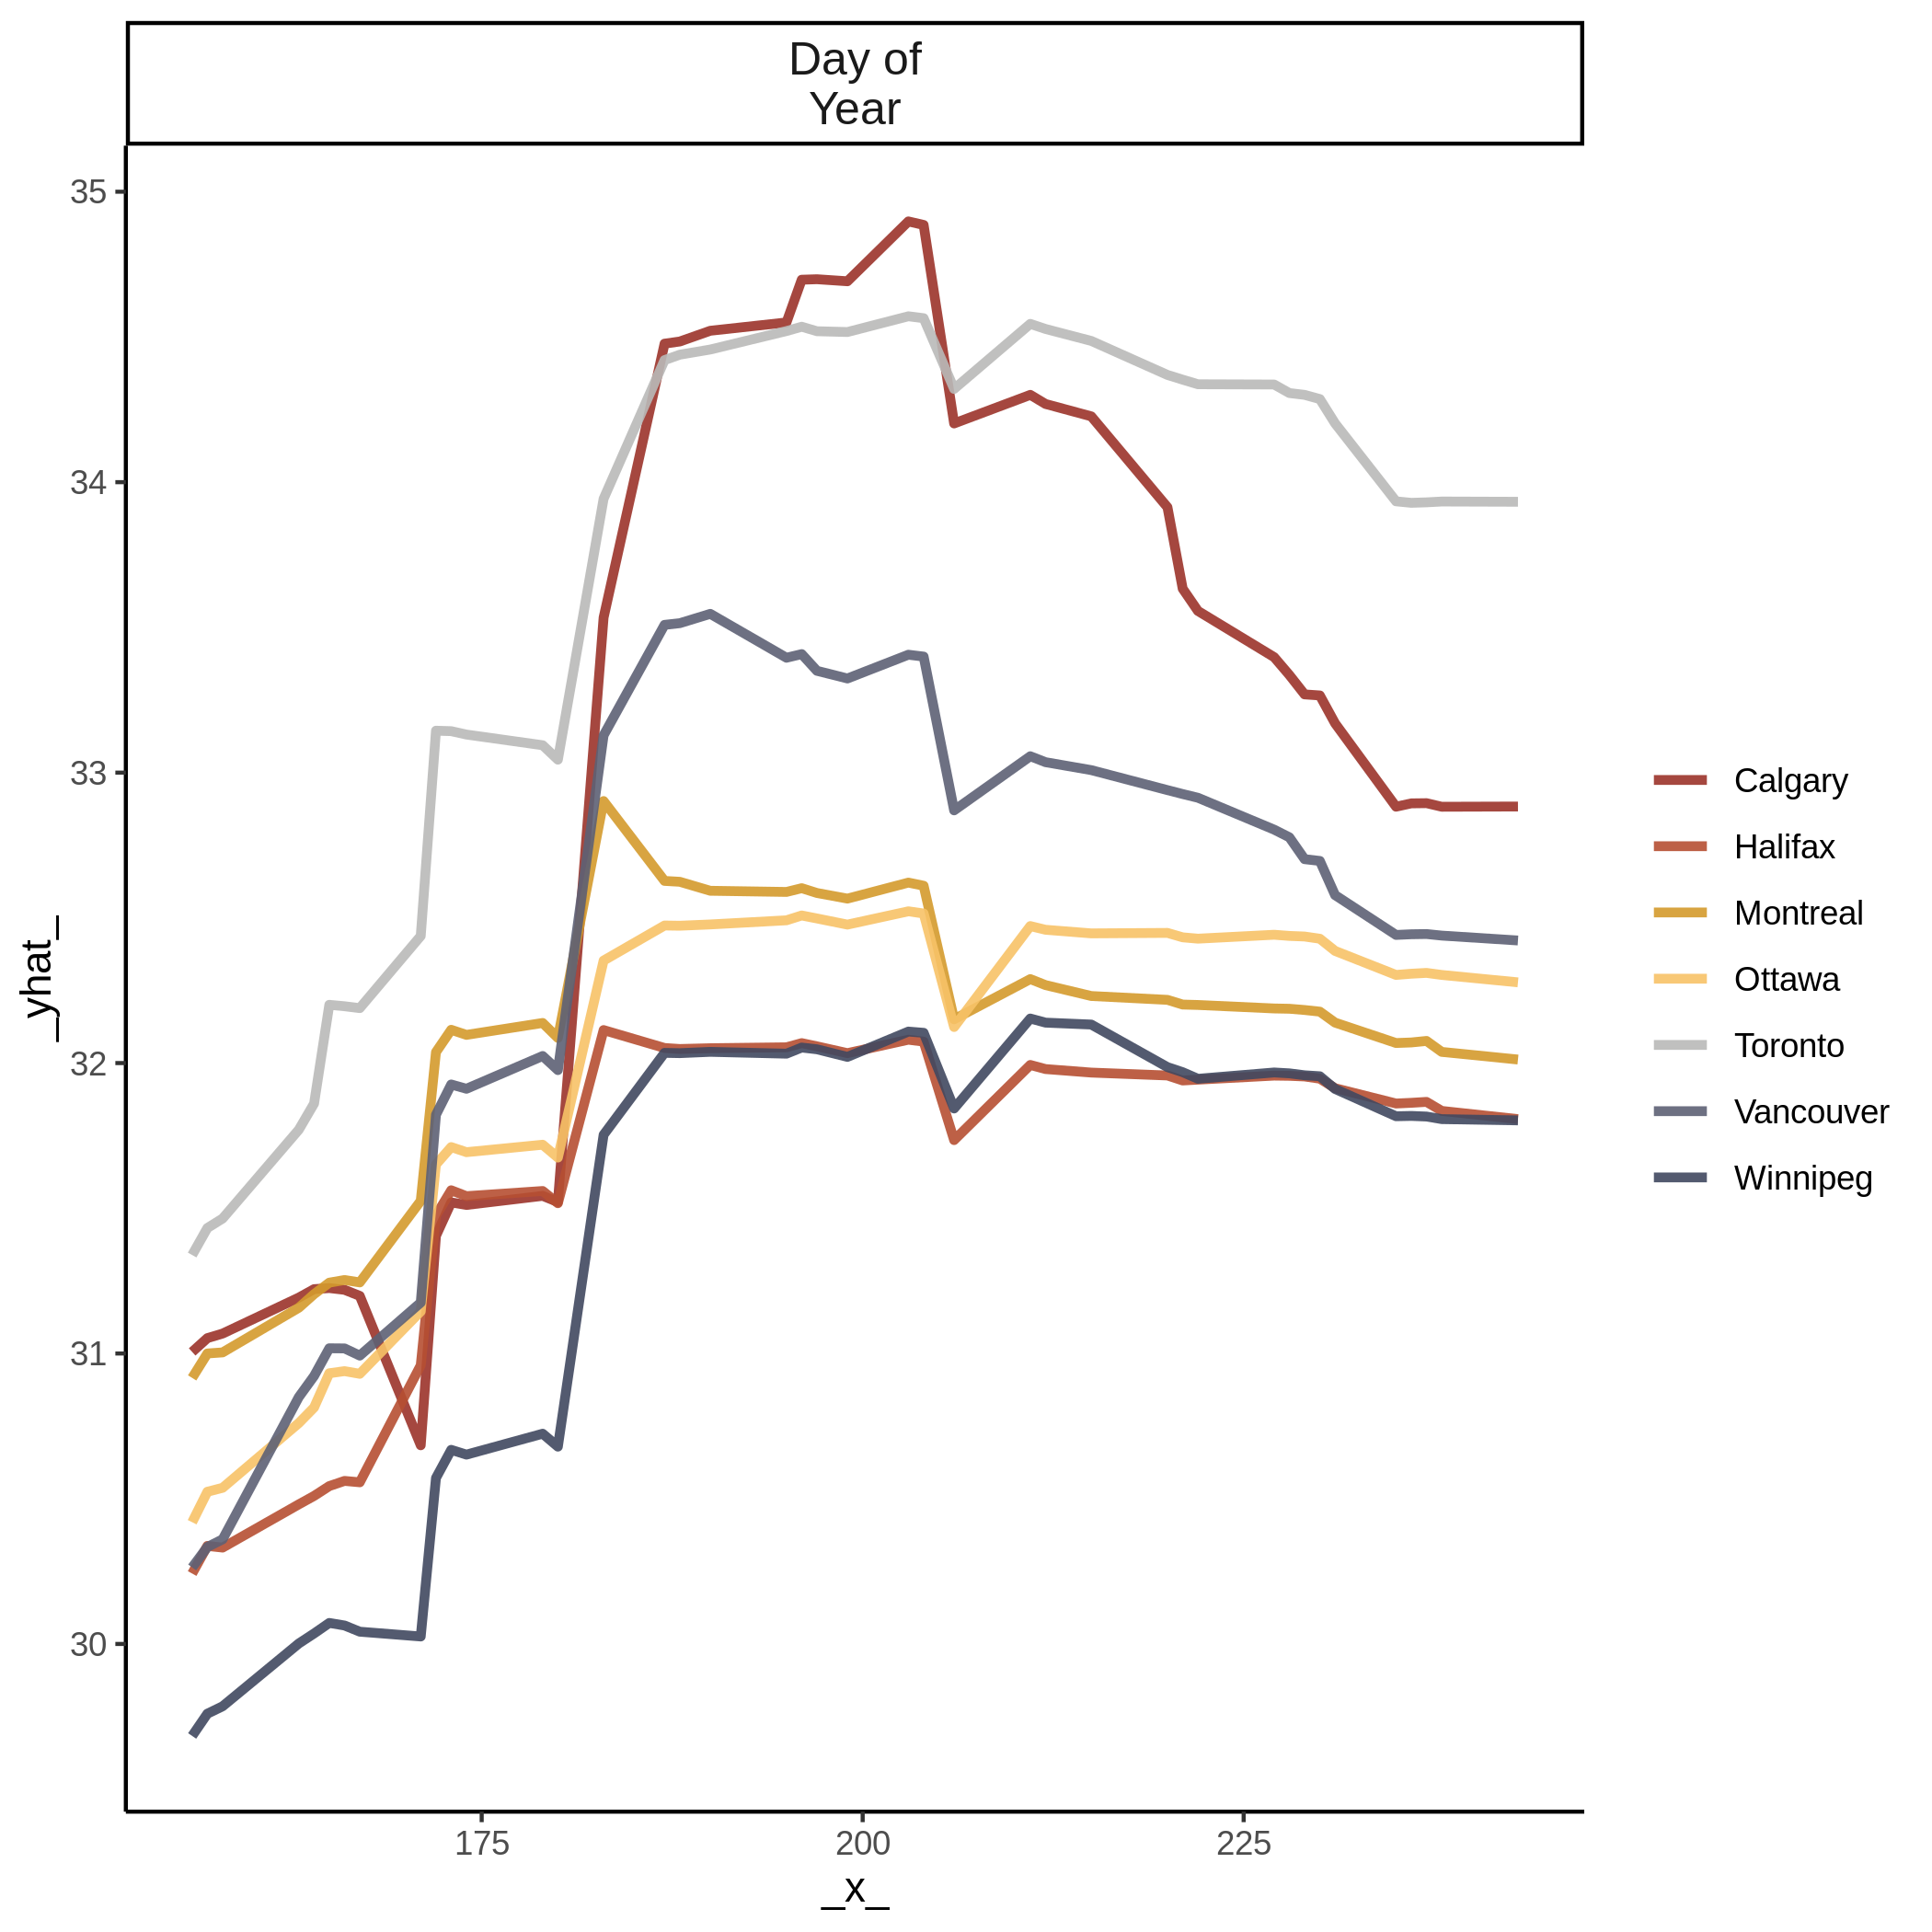 Day of
Year
35
34
33
32
31
30
_yhat_
175
200
225
_x_
Calgary
Halifax
Montreal
Ottawa
Toronto
Vancouver
Winnipeg